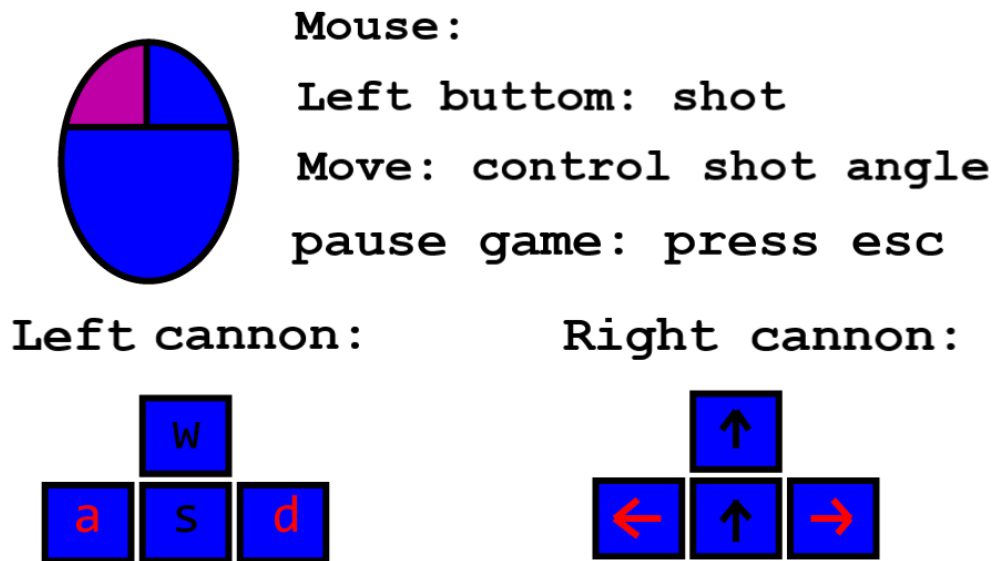 Mouse:
Left buttom: shot
Move: control shot angle
pause game: press esc
Left cannon:
Right cannon:
w
↑
a s d
← ↑ →